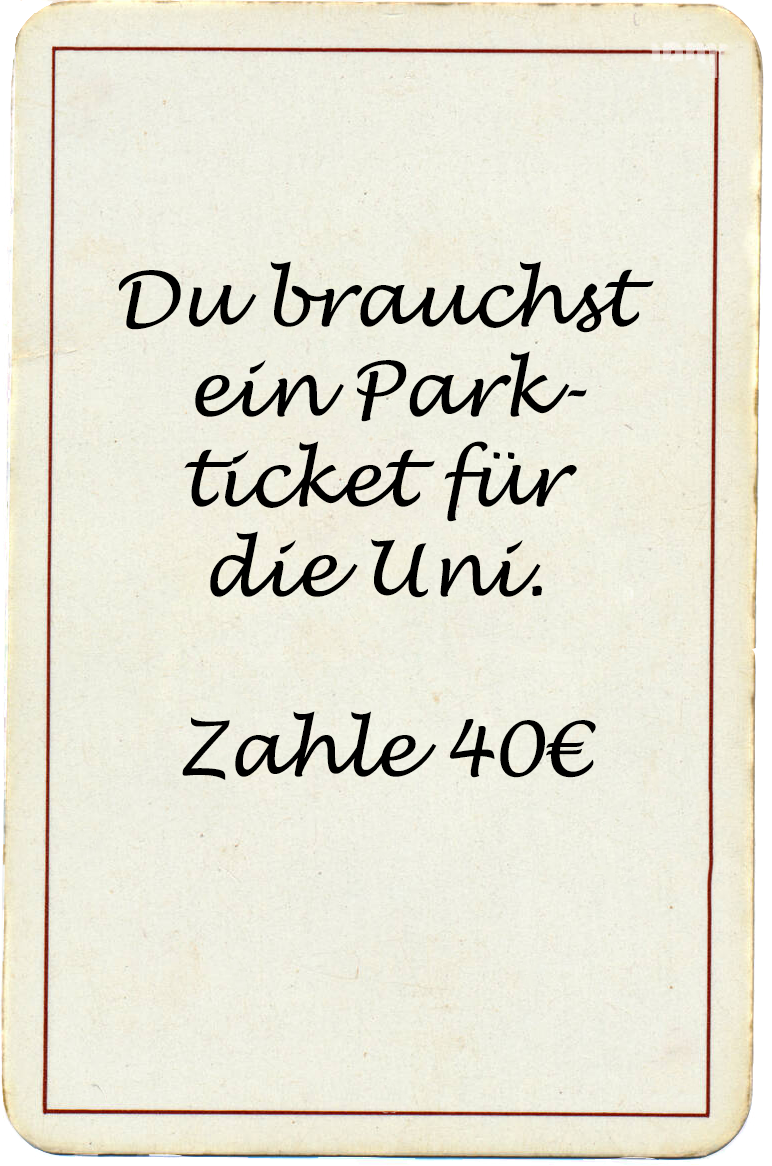 Du brauchst
ein Park-
ticket für
die Uni.
Zahle 40€